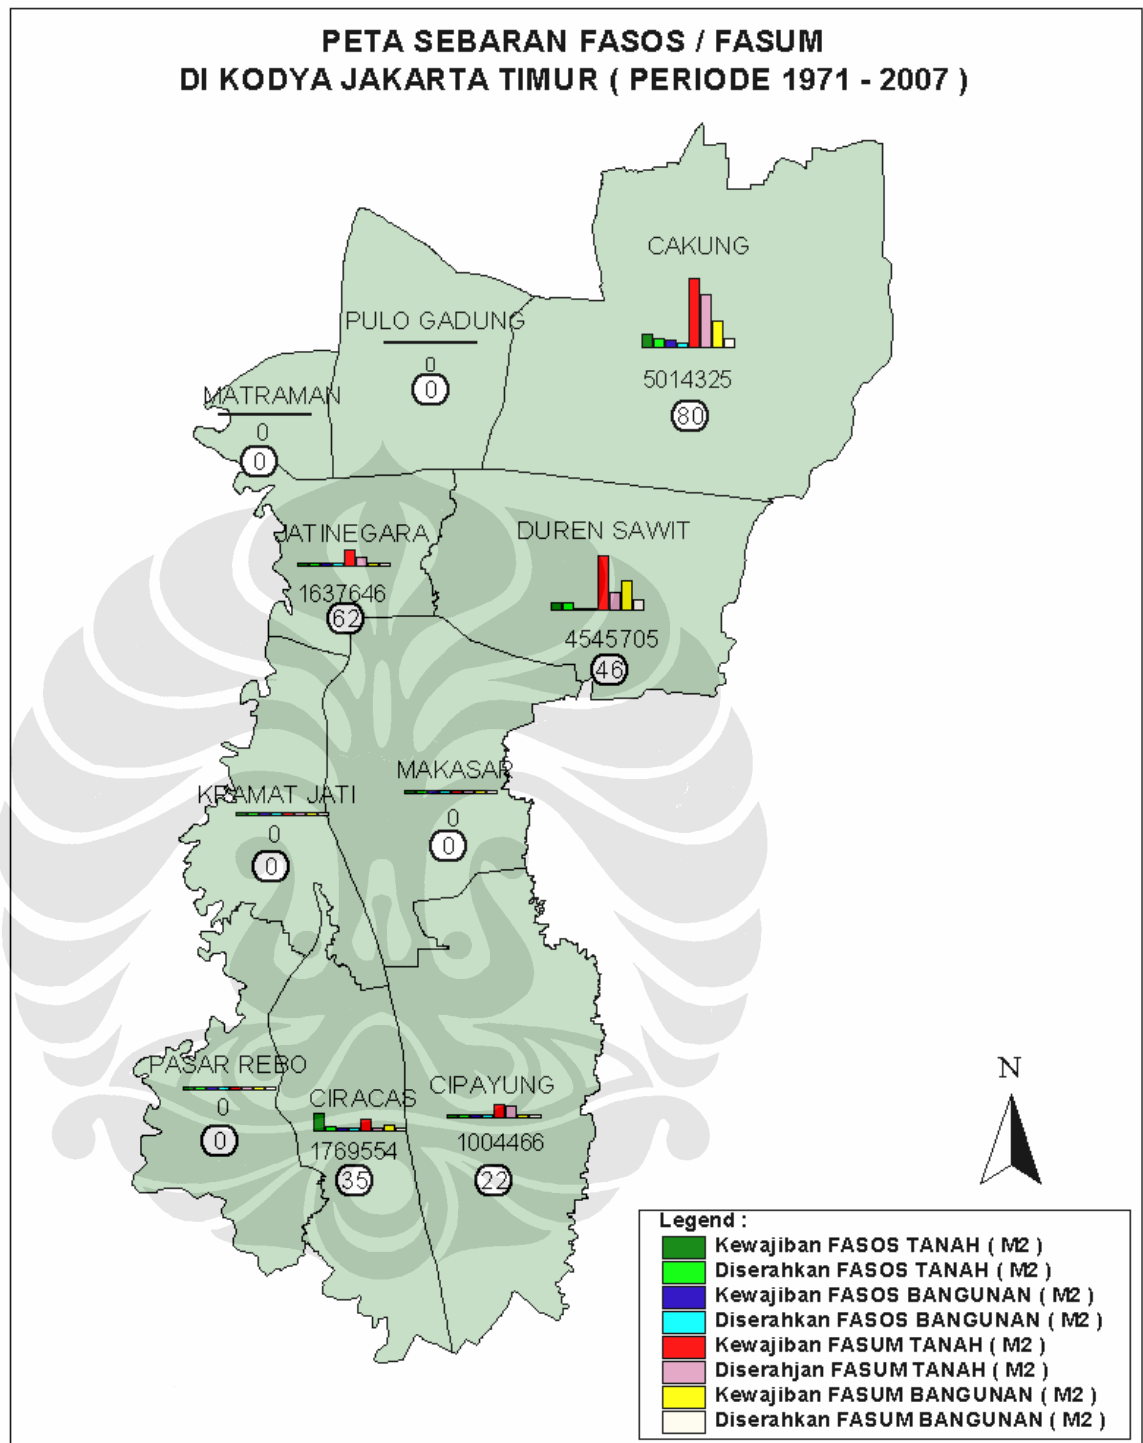 PETA SEBARAN FASOS / FASUM
DI KODYA JAKARTA TIMUR ( PERIODE 1971 - 2007 )
CAKUNG
5014325
80
PULO GADUNG
0
0
MATRAMAN
0
0
JATINEGARA
1637646
62
DUREN SAWIT
4545705
46
MAKASAR
0
0
KRAMAT JATI
0
0
PASAR REBO
0
0
CIRACAS
1769554
35
CIPAYUNG
1004466
22
N
Legend :
Kewajiban FASOS TANAH ( M2 )
Diserahkan FASOS TANAH ( M2 )
Kewajiban FASOS BANGUNAN ( M2 )
Diserahkan FASOS BANGUNAN ( M2 )
Kewajiban FASUM TANAH ( M2 )
Diserahjan FASUM TANAH ( M2 )
Kewajiban FASUM BANGUNAN ( M2 )
Diserahkan FASUM BANGUNAN ( M2 )